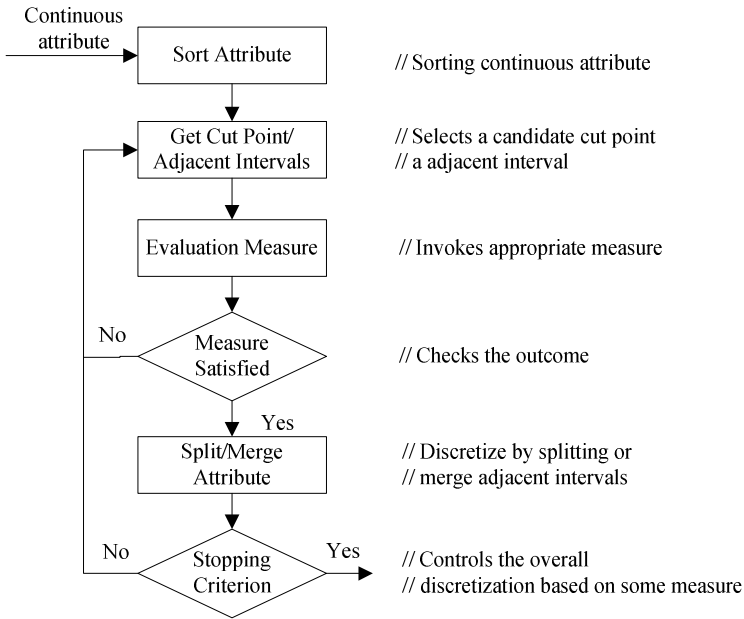 Continuous
attribute
Sort Attribute
// Sorting continuous attribute
Get Cut Point/
Adjacent Intervals
// Selects a candidate cut point
// a adjacent interval
Evaluation Measure
// Invokes appropriate measure
No
Measure
Satisfied
// Checks the outcome
Yes
Split/Merge
Attribute
// Discretize by splitting or
// merge adjacent intervals
No
Stopping
Criterion
Yes
// Controls the overall
// discretization based on some measure